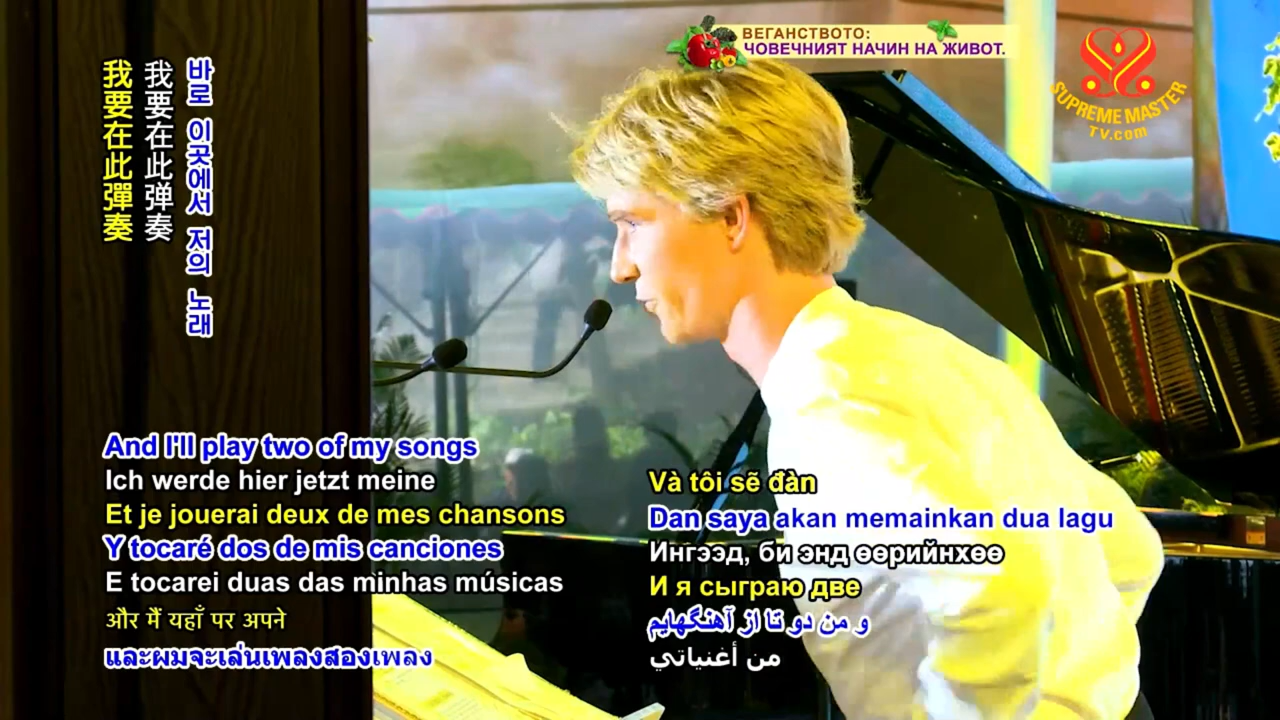 ВЕГАНСТВОТО:
ЧОВЕЧНИЯТ НАЧИН НА ЖИВОТ.
SUPREME MASTER
TV.com
我要在此彈奏
我要在此弹奏
바로 이곳에서 저의 노래
And I'll play two of my songs
Ich werde hier jetzt meine
Et je jouerai deux de mes chansons
Y tocaré dos de mis canciones
E tocarei duas das minhas músicas
और मैं यहाँ पर अपने
และผมจะเล่นเพลงสองเพลง
Và tôi sẽ đàn
Dan saya akan memainkan dua lagu
Ингээд, би энд өөрийнхөө
И я сыграю две
و من دو تا از آهنگهایم
من أغنياتي